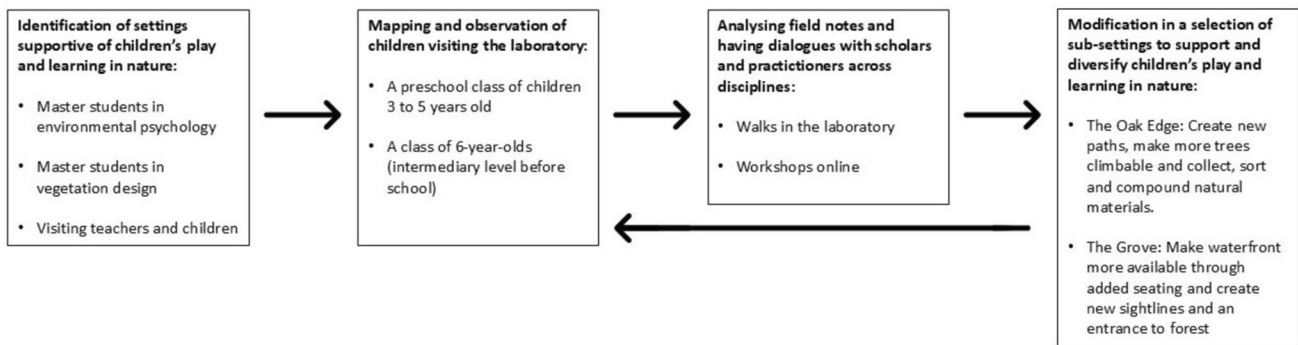 Identification of settings
supportive of children's play
and learning in nature:
• Master students in
environmental psychology
• Master students in
vegetation design
• Visiting teachers and children
Mapping and observation of
children visiting the laboratory:
• A preschool class of children
3 to 5 years old
• A class of 6-year-olds
(intermediary level before
school)
Analysing field notes and
having dialogues with scholars
and practictioners across
disciplines:
• Walks in the laboratory
• Workshops online
Modification in a selection of
sub-settings to support and
diversify children's play and
learning in nature:
• The Oak Edge: Create new
paths, make more trees
climbable and collect, sort
and compound natural
materials.
• The Grove: Make waterfront
more available through
added seating and create
new sightlines and an
entrance to forest